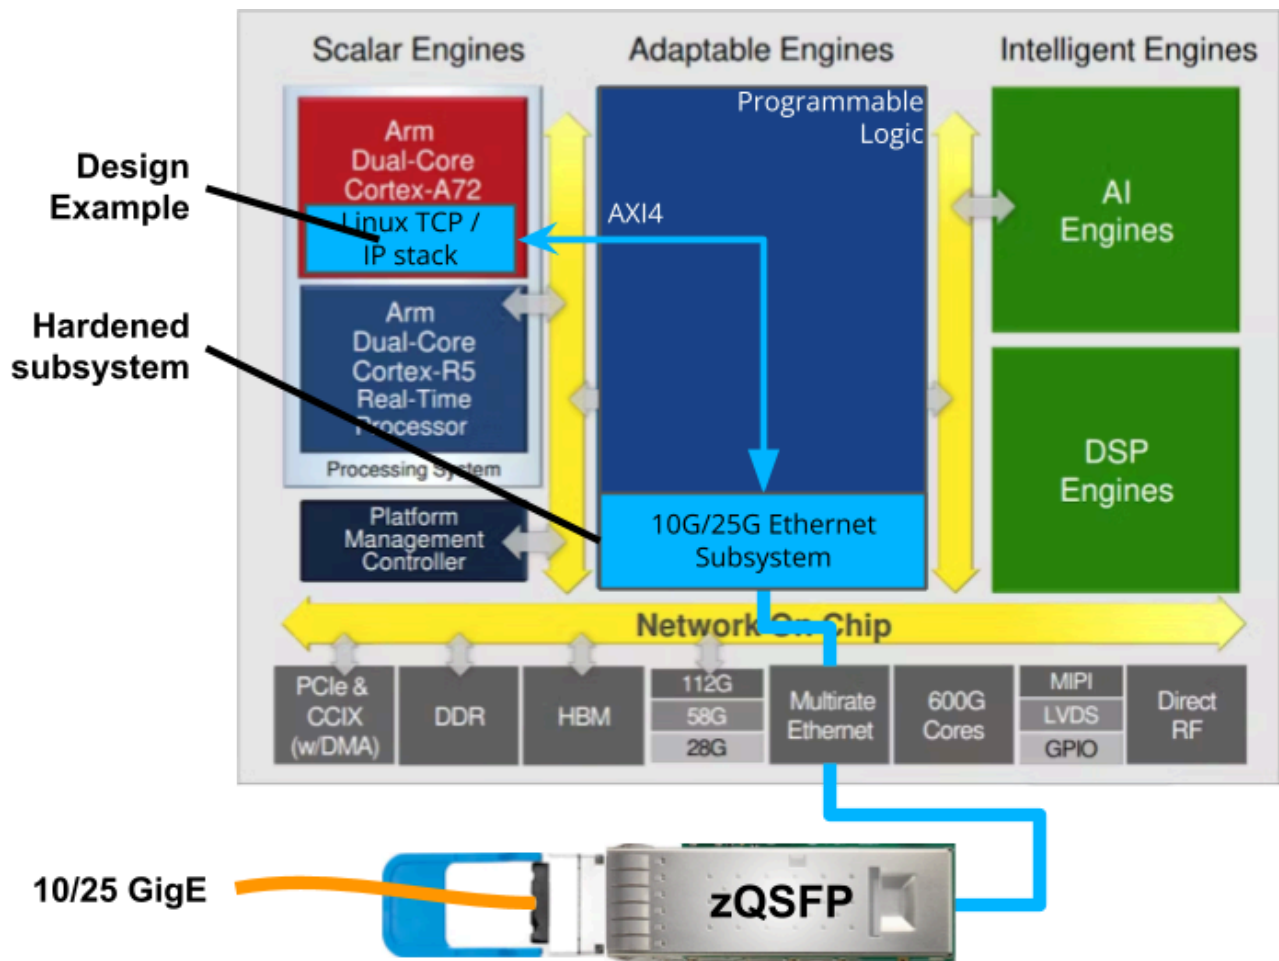 Scalar Engines
Adaptable Engines
Intelligent Engines
Design
Example
Hardened
subsystem
Arm
Dual-Core
Cortex-A72
Linux TCP /
IP stack
Arm
Dual-Core
Cortex-R5
Real-Time
Processor
Processing System
Platform
Management
Controller
Programmable
Logic
AXI4
10G/25G Ethernet
Subsystem
AI
Engines
DSP
Engines
Network On Chip
PCIe &
CCIX
(w/DMA)
DDR
HBM
112G
58G
28G
Multirate
Ethernet
600G
Cores
MIPI
LVDS
GPIO
Direct
RF
10/25 GigE
zQSFP